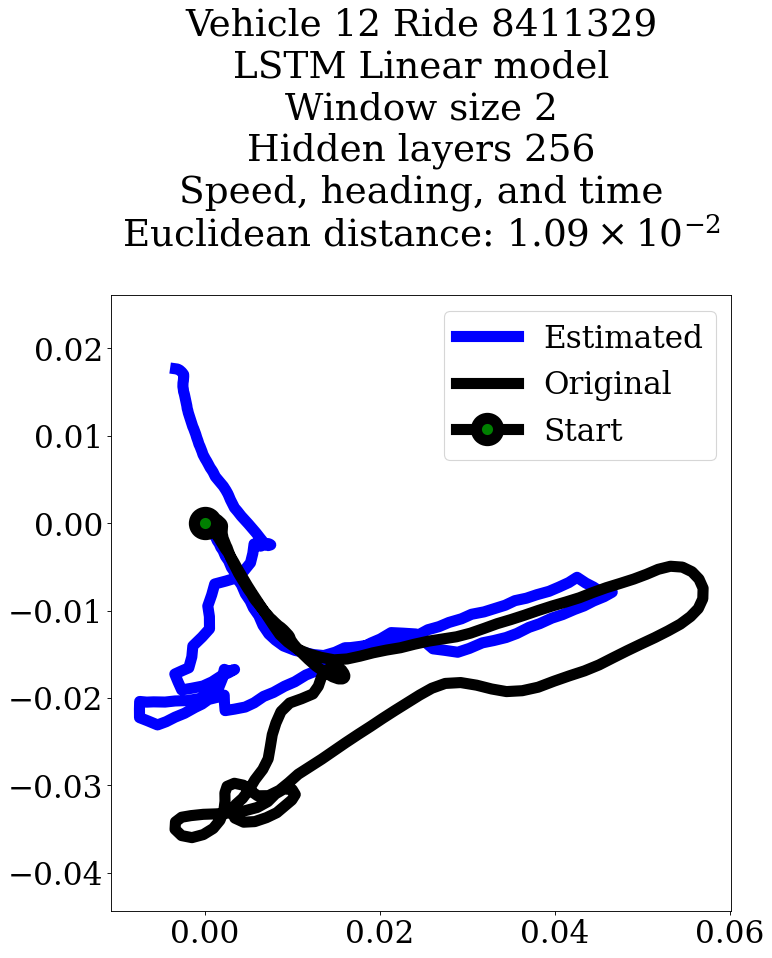 Vehicle 12 Ride 8411329
LSTM Linear model
Window size 2
Hidden layers 256
Speed, heading, and time
Euclidean distance: 1.09 × 10⁻²
Estimated
Original
Start
0.02
0.01
0.00
−0.01
−0.02
−0.03
−0.04
0.00 0.02 0.04 0.06